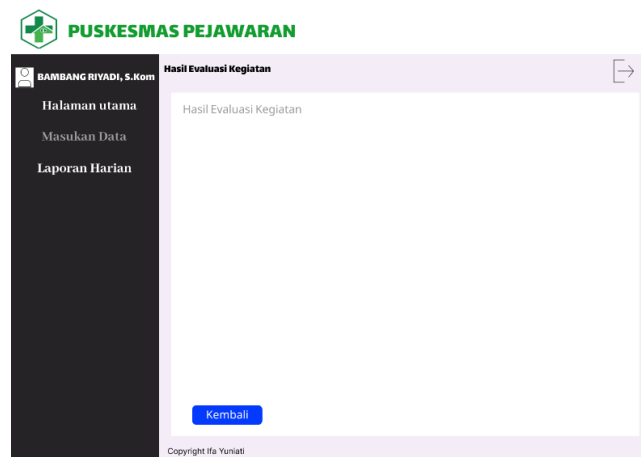 PUSKESMAS PEJAWARAN
BAMBANG RIYADI, S.Kom
Halaman utama
Masukan Data
Laporan Harian
Hasil Evaluasi Kegiatan
Hasil Evaluasi Kegiatan
Kembali
Copyright Ifa Yuniati